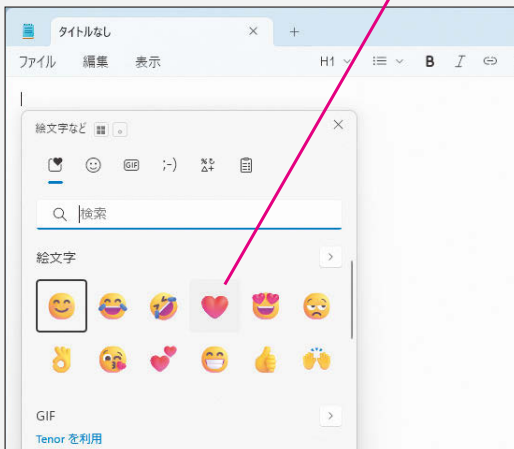 タイトルなし
ファイル 編集 表示 H1 B I
絵文字など
GIF ;-)
検索
絵文字
GIF
Tenor を利用